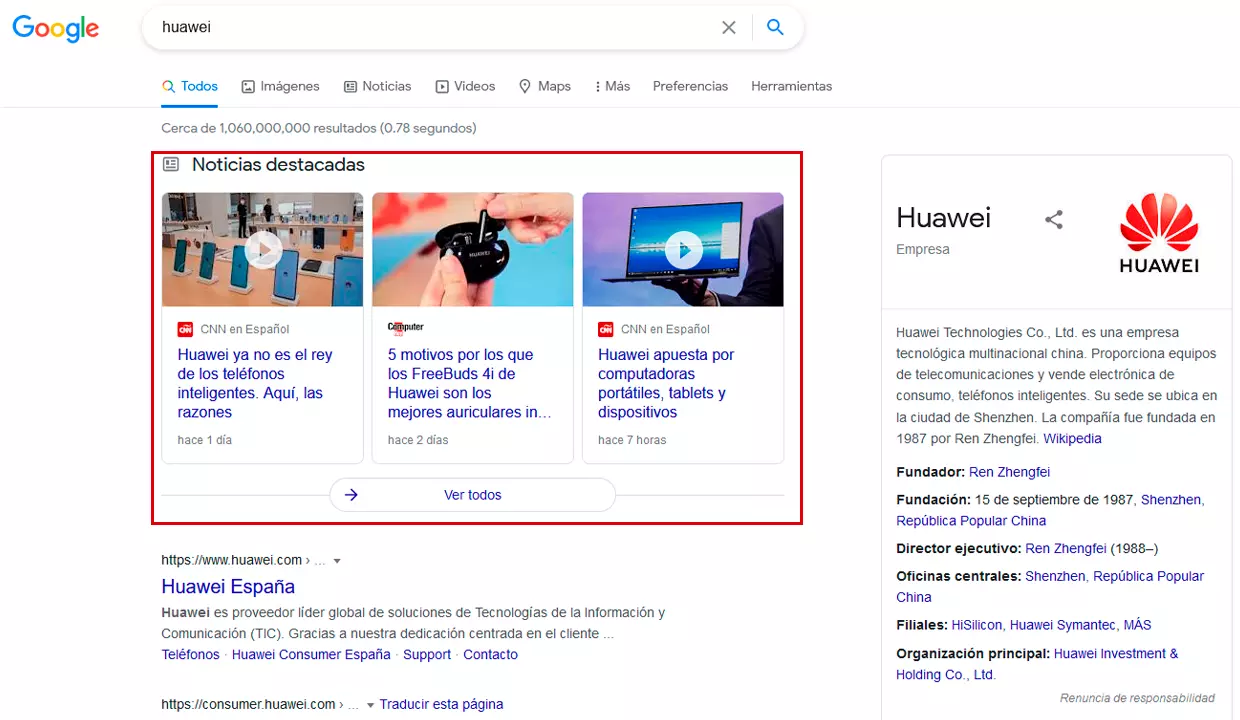 Google
huawei
Todos
Imágenes
Noticias
Videos
Maps
Más
Preferencias
Herramientas
Cerca de 1,060,000,000 resultados (0.78 segundos)
Noticias destacadas
HUAWEI
CNN en Español
Huawei ya no es el rey
de los teléfonos
inteligentes. Aquí, las
razones
hace 1 día
Computer
5 motivos por los que
los FreeBuds 4i de
Huawei son los
mejores auriculares in...
hace 2 días
CNN en Español
Huawei apuesta por
computadoras
portátiles, tablets y
dispositivos
hace 7 horas
Ver todos
https://www.huawei.com › ...
Huawei España
Huawei es proveedor líder global de soluciones de Tecnologías de la Información y
Comunicación (TIC). Gracias a nuestra dedicación centrada en el cliente ...
Teléfonos · Huawei Consumer España · Support · Contacto
https://consumer.huawei.com › ... Traducir esta página
Huawei
Empresa
HUAWEI
Huawei Technologies Co., Ltd. es una empresa
tecnológica multinacional china. Proporciona equipos
de telecomunicaciones y vende electrónica de
consumo, teléfonos inteligentes. Su sede se ubica en
la ciudad de Shenzhen. La compañía fue fundada en
1987 por Ren Zhengfei. Wikipedia
Fundador: Ren Zhengfei
Fundación: 15 de septiembre de 1987, Shenzhen,
República Popular China
Director ejecutivo: Ren Zhengfei (1988–)
Oficinas centrales: Shenzhen, República Popular
China
Filiales: HiSilicon, Huawei Symantec, MÁS
Organización principal: Huawei Investment &
Holding Co., Ltd.
Renuncia de responsabilidad